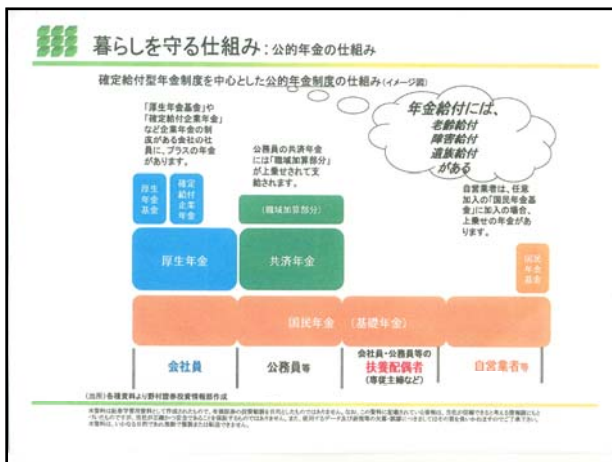 暮らしを守る仕組み：公的年金の仕組み
確定給付型年金制度を中心とした公的年金制度の仕組み(イメージ図)
「厚生年金基金」や
「確定給付企業年金」
など企業年金の制
度がある会社の社
員に、プラスの年金
があります。
公務員の共済年金
には「職域加算部分」
が上乗せされて支
給されます。
年金給付には、
老齢給付
障害給付
遺族給付
がある
自営業者は、任意
加入の「国民年金基
金」に加入の場合、
上乗せの年金があ
ります。
厚生
年金
基金
確定
給付
企業
年金
(職域加算部分)
国民
年金
基金
厚生年金
共済年金
国民年金　(基礎年金)
会社員
公務員等
会社員・公務員等の
扶養配偶者
(専従主婦など)
自営業者等
(出所)各種資料より野村證券投資情報部作成